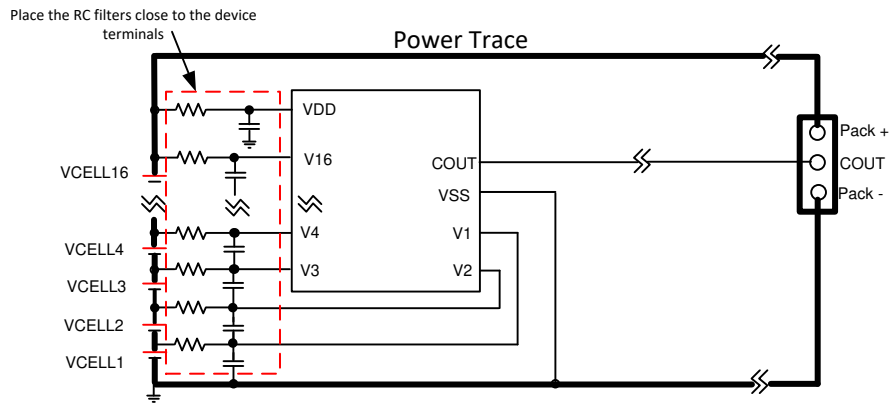 Place the RC filters close to the device
terminals
Power Trace
VDD
Pack +
VCELL16
V16
COUT
COUT
VSS
Pack -
VCELL4
V4
V1
VCELL3
V3
V2
VCELL2
VCELL1